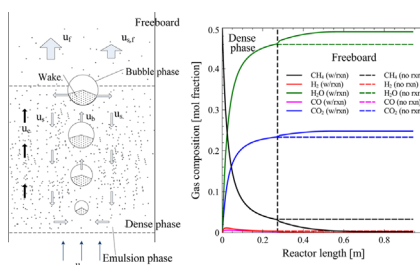 Freeboard
u_f
u_s,f
Bubble phase
Wake.
u_e
u_s
u_b
u_s
Dense phase
Emulsion phase
Gas composition [mol fraction]
0.5
0.4
0.3
0.2
0.1
0
Dense
phase
Freeboard
CH₄ (w/rxn)
CH₄ (no rxn)
H₂ (w/rxn)
H₂ (no rxn)
H₂O (w/rxn)
H₂O (no rxn)
CO (w/rxn)
CO (no rxn)
CO₂ (w/rxn)
CO₂ (no rxn)
0
0.2
0.4
0.6
0.8
Reactor length [m]